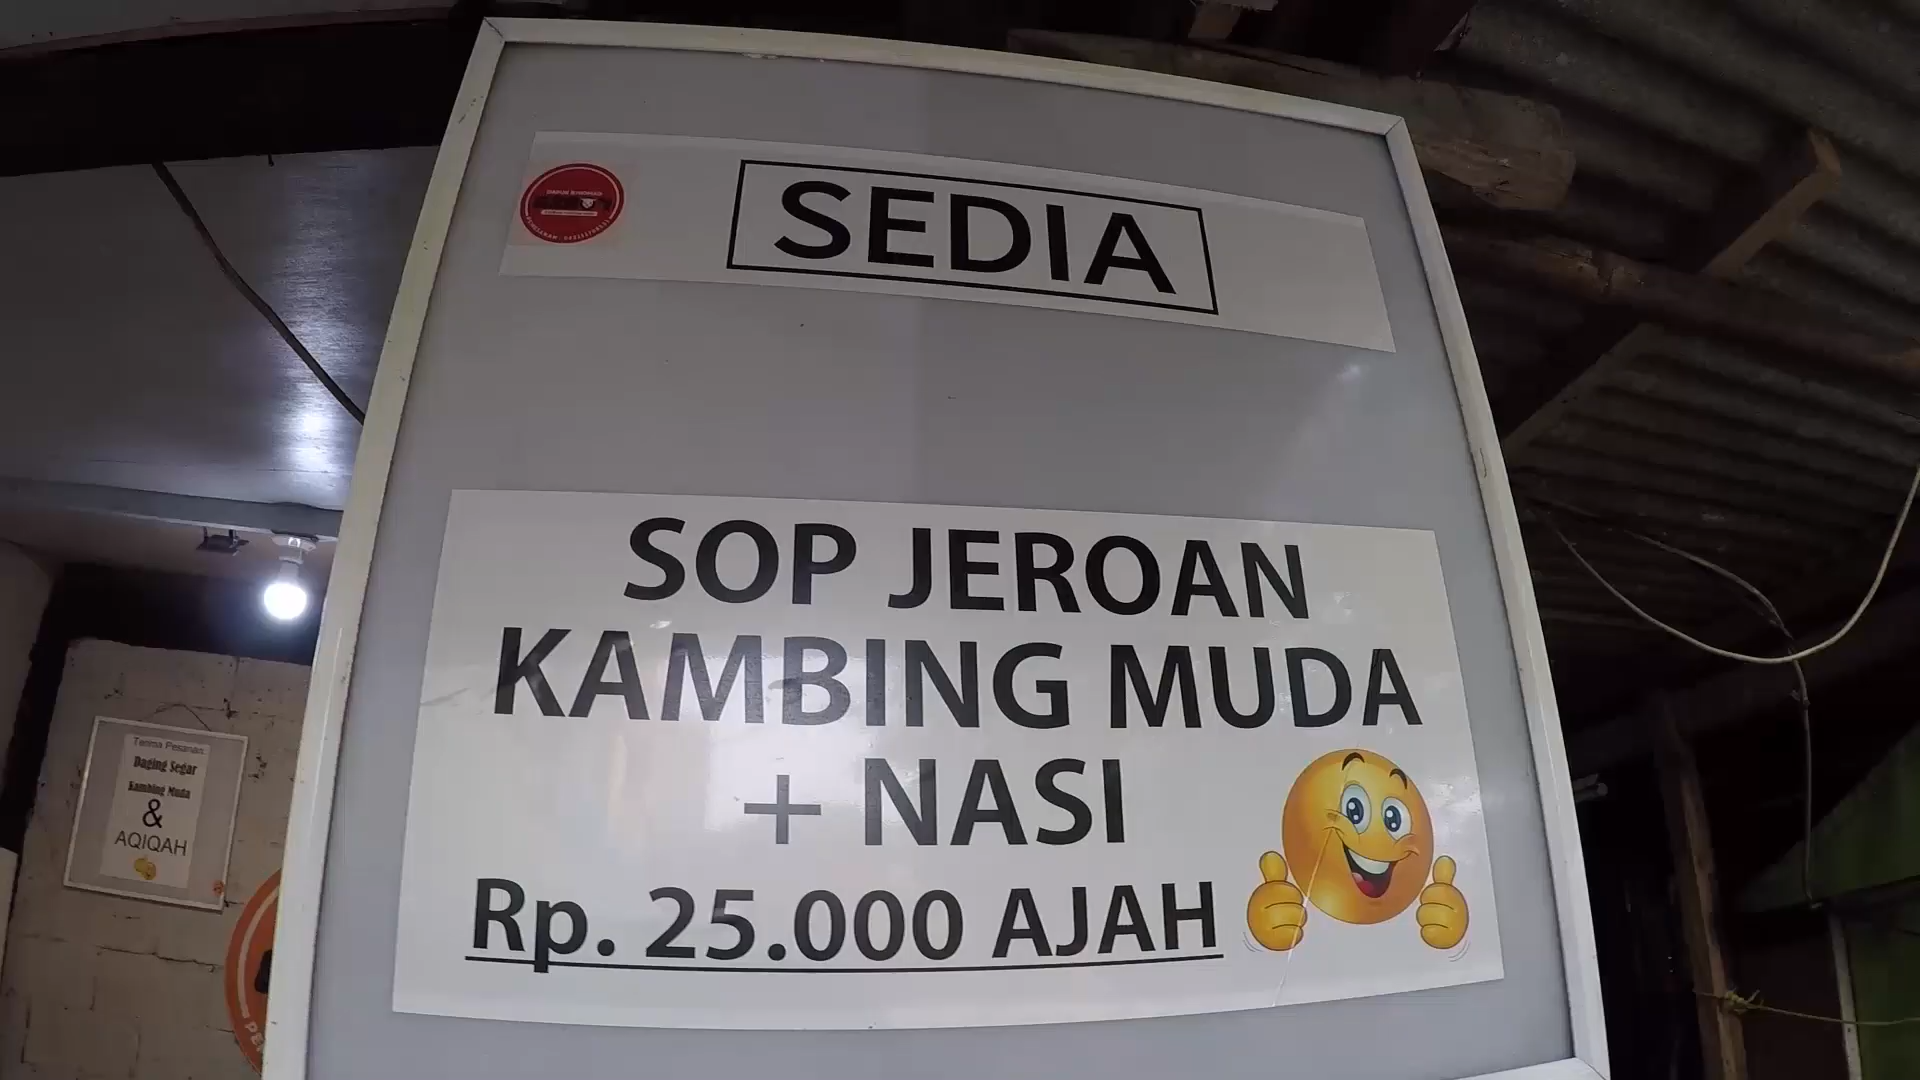 SEDIA
SOP JEROAN
KAMBING MUDA
+ NASI
Rp. 25.000 AJAH
Terima Pesanan:
Daging Segar
Kambing Muda
&
AQIQAH